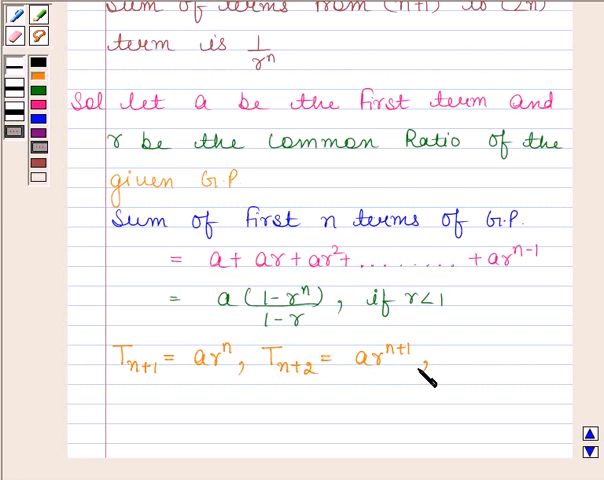 Sum of terms from (n+1) to (2n)
term is 1/rⁿ
Sol let a be the first term and
r be the common Ratio of the
given G.P.
Sum of first n terms of G.P.
= a + ar + ar² + ......... + arⁿ⁻¹
= a(1-rⁿ)/1-r , if r<1
Tₙ₊₁ = arⁿ, Tₙ₊₂ = arⁿ⁺¹,